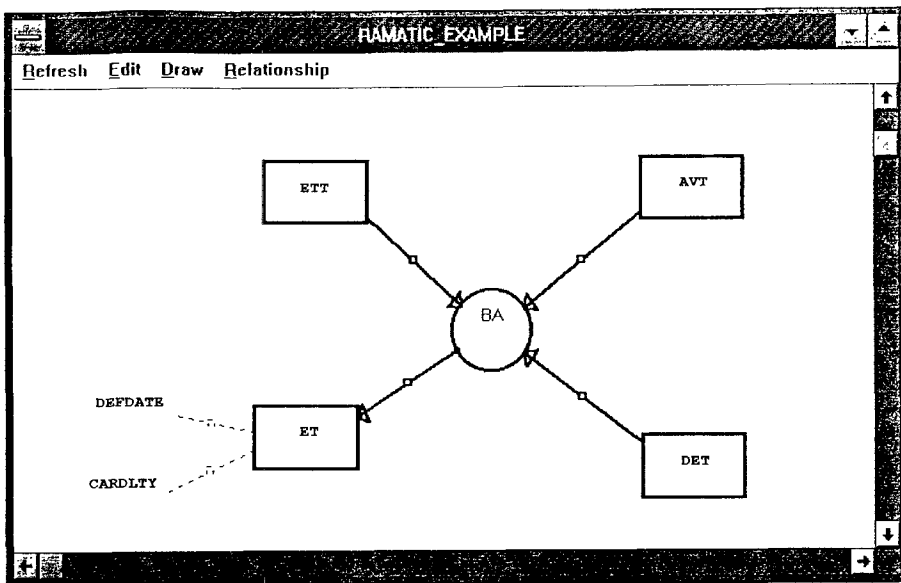 RAMATIC_EXAMPLE
Refresh Edit Draw Relationship
ETT
AVT
BA
DEFDATE
ET
CARDLTY
DET